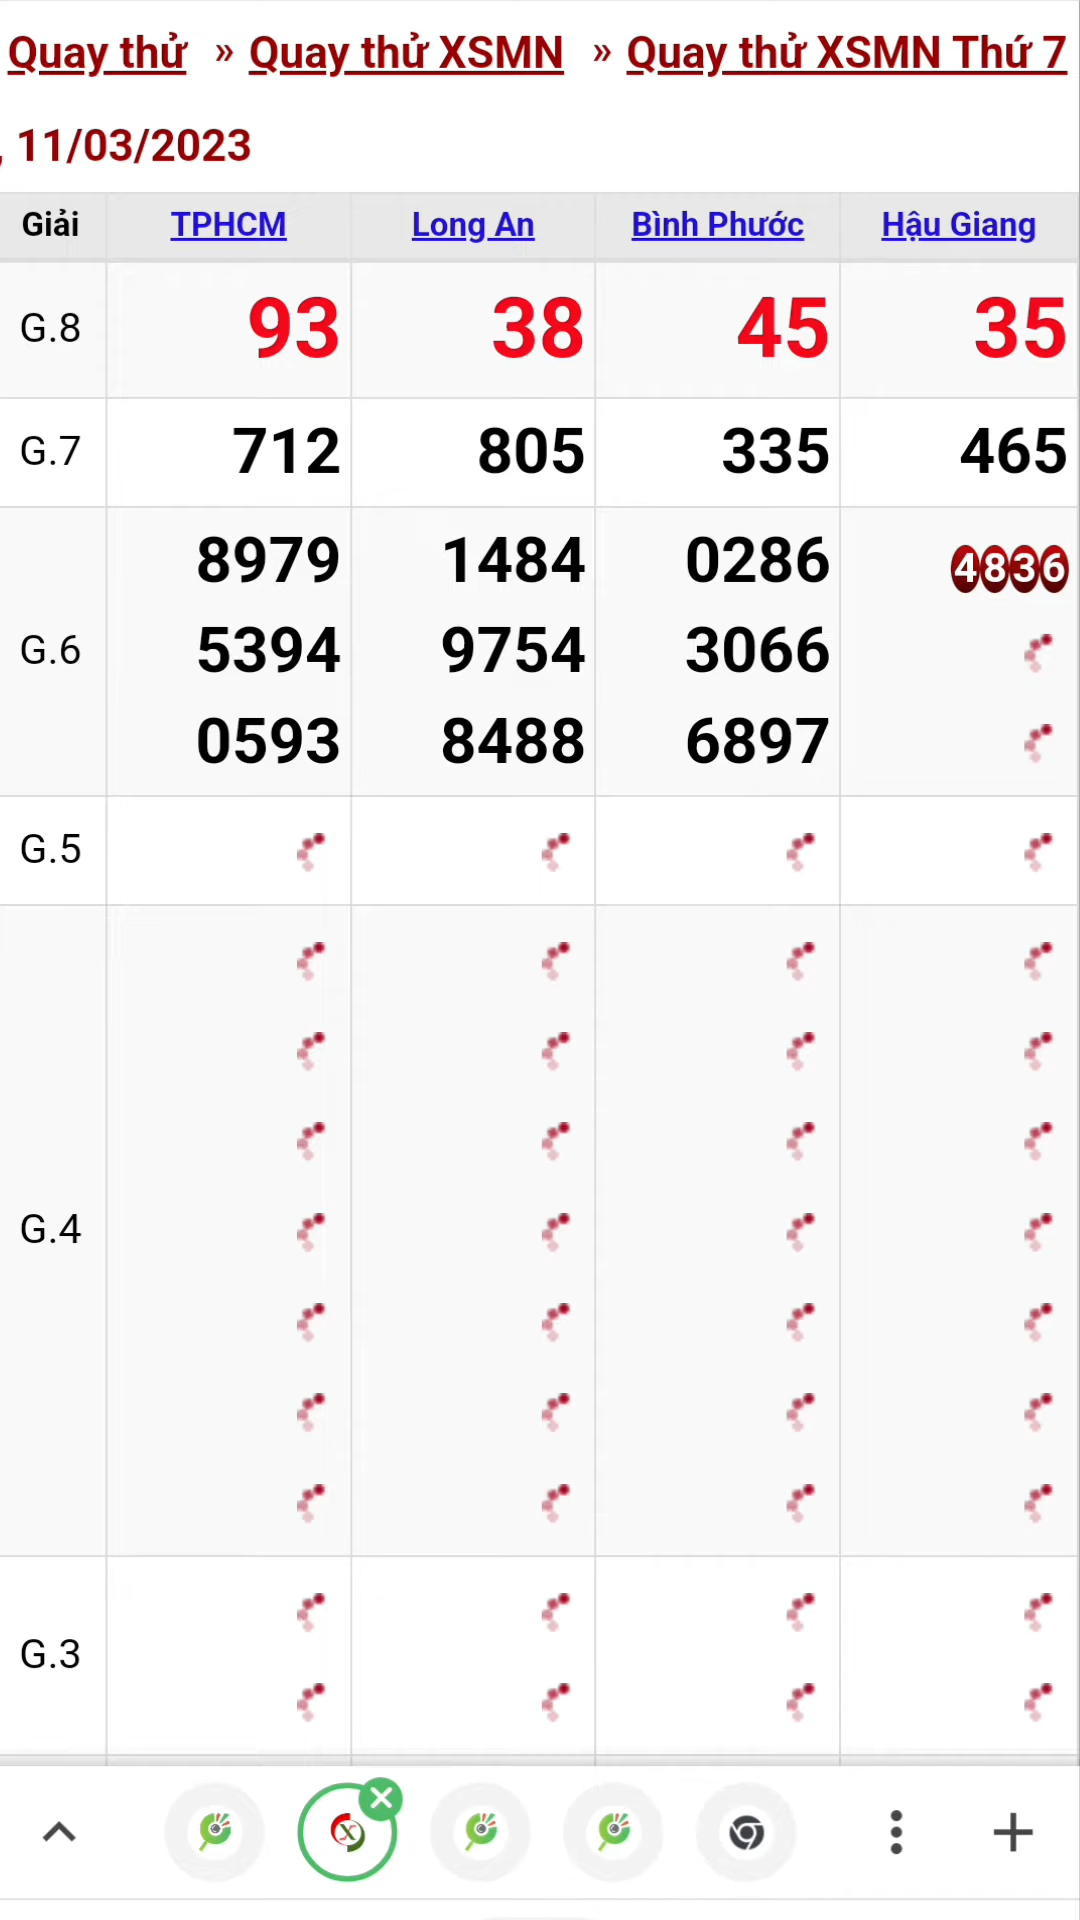 Quay thử » Quay thử XSMN » Quay thử XSMN Thứ 7
, 11/03/2023
Giải TPHCM Long An Bình Phước Hậu Giang
G.8 93 38 45 35
G.7 712 805 335 465
8979 1484 0286 4836
G.6 5394 9754 3066
0593 8488 6897
G.5
G.4
G.3